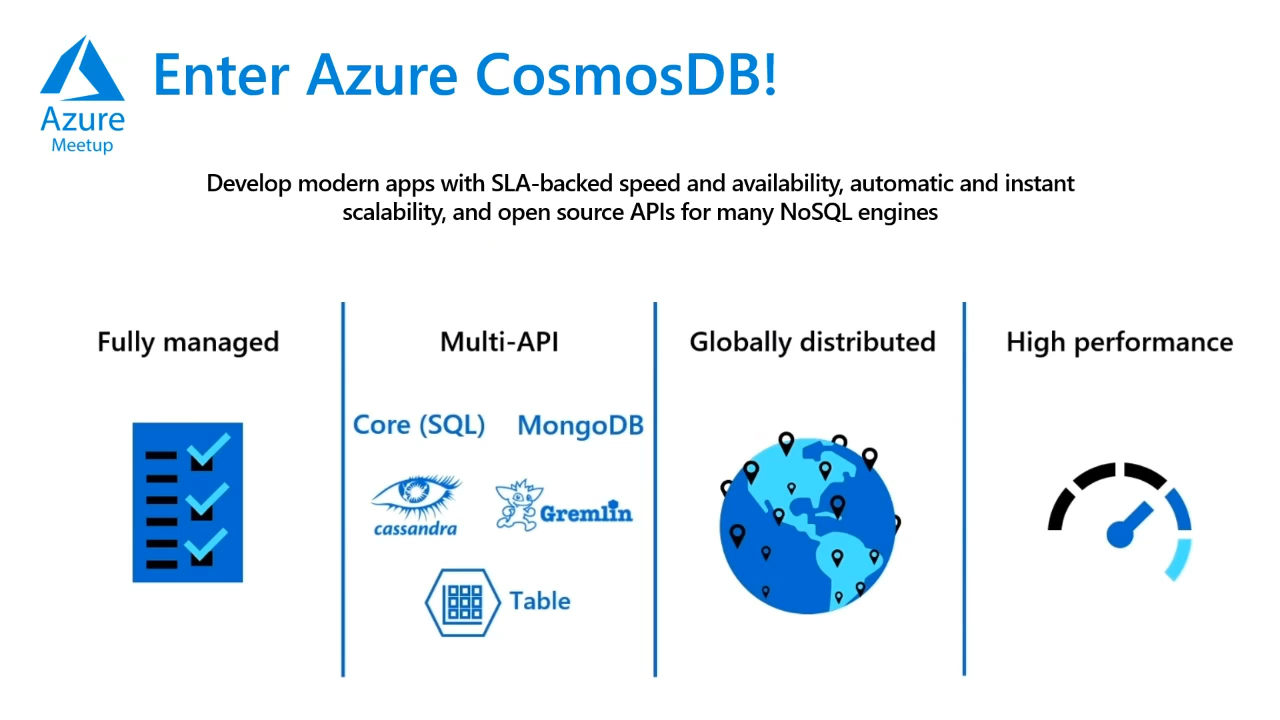 Azure
Meetup
Enter Azure CosmosDB!
Develop modern apps with SLA-backed speed and availability, automatic and instant
scalability, and open source APIs for many NoSQL engines
Fully managed
Multi-API
Core (SQL)
MongoDB
cassandra
Gremlin
Table
Globally distributed
High performance